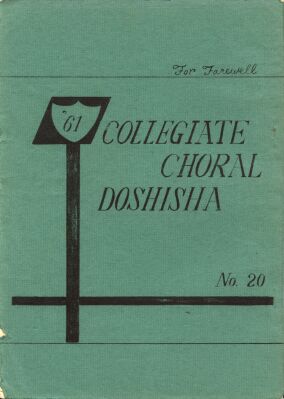 For Farewell
'61
COLLEGIATE
CHORAL
DOSHISHA
No. 20